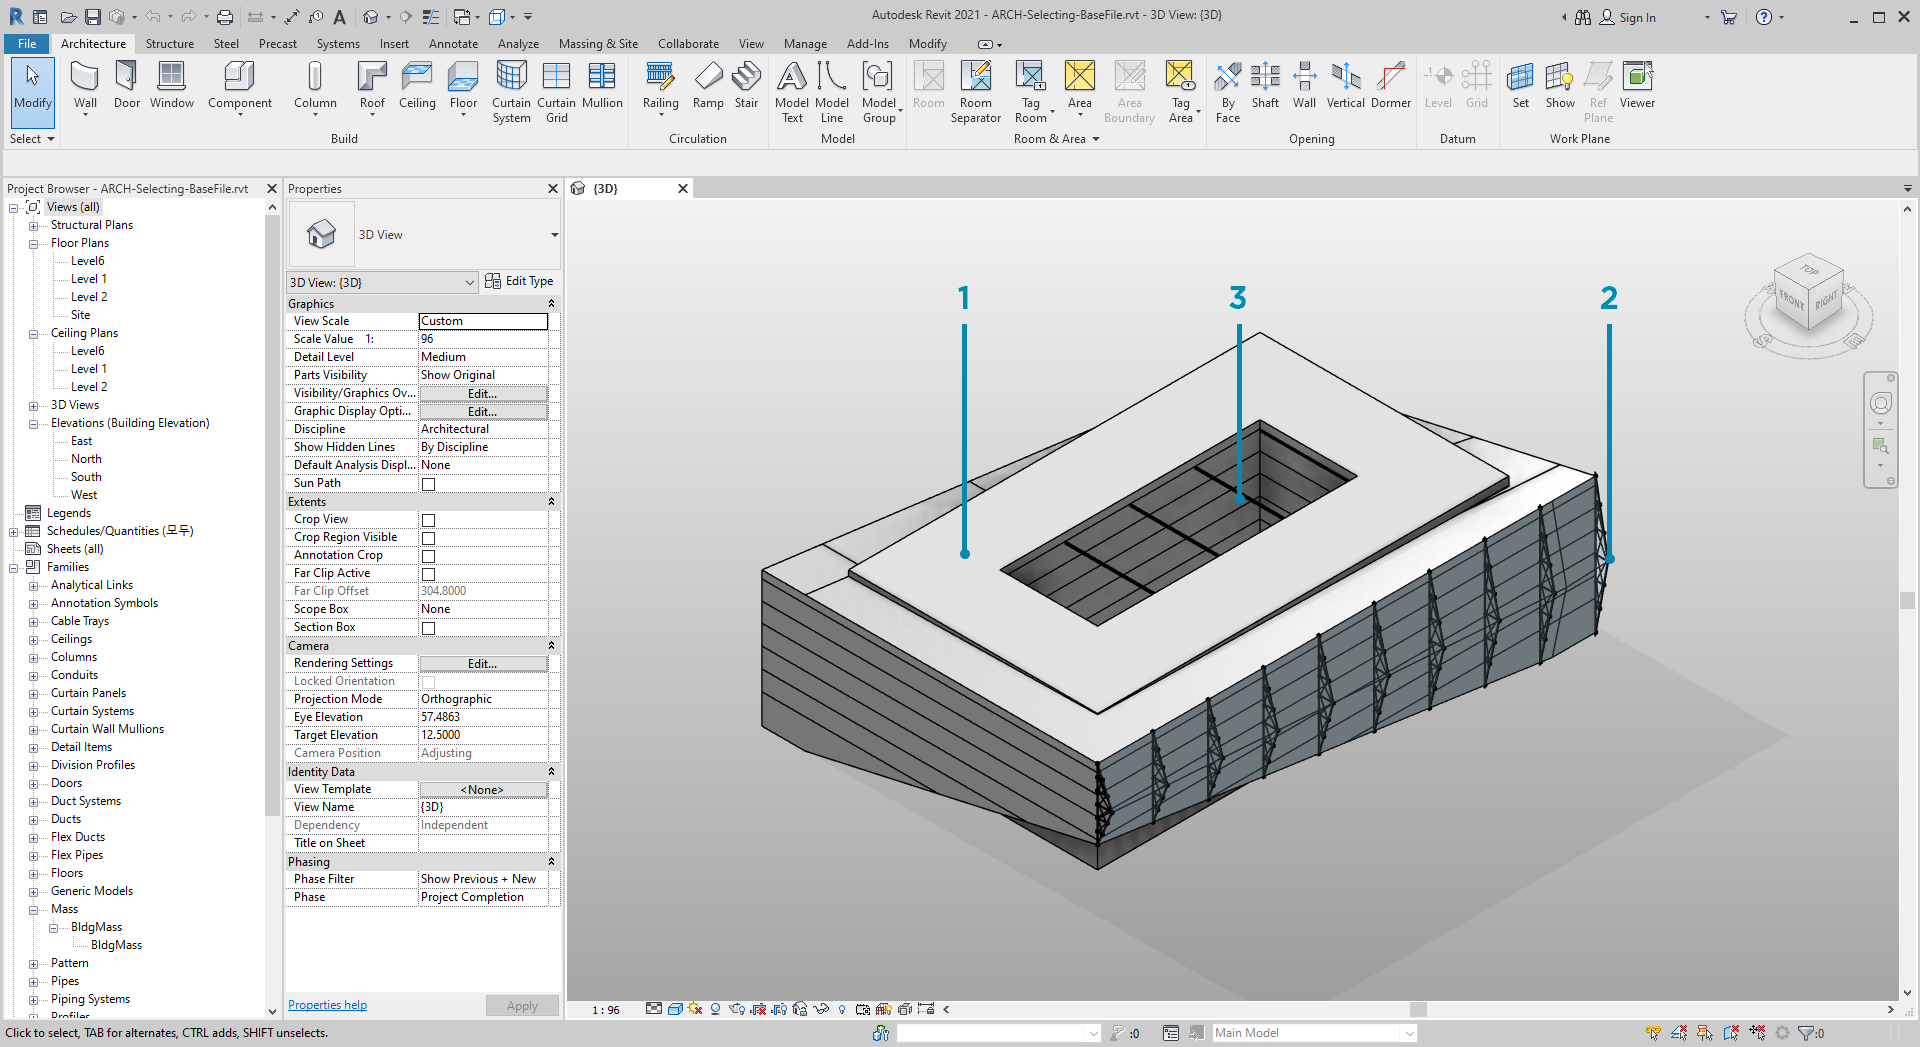 Autodesk Revit 2021 - ARCH-Selecting-BaseFile.rvt - 3D View: {3D}
Sign In
File Architecture Structure Steel Precast Systems Insert Annotate Analyze Massing & Site Collaborate View Manage Add-Ins Modify
Modify Wall Door Window Component Column Roof Ceiling Floor Curtain System Curtain Grid Mullion Railing Ramp Stair Model Text Model Line Model Group Room Room Separator Tag Room Area Area Boundary Tag Area By Face Shaft Wall Vertical Dormer Level Grid Set Show Ref Plane Viewer
Select Build Circulation Model Room & Area Opening Datum Work Plane
Project Browser - ARCH-Selecting-BaseFile.rvt
Views (all)
Structural Plans
Floor Plans
Level6
Level 1
Level 2
Site
Ceiling Plans
Level6
Level 1
Level 2
3D Views
Elevations (Building Elevation)
East
North
South
West
Legends
Schedules/Quantities (모두)
Sheets (all)
Families
Analytical Links
Annotation Symbols
Cable Trays
Ceilings
Columns
Conduits
Curtain Panels
Curtain Systems
Curtain Wall Mullions
Detail Items
Division Profiles
Doors
Duct Systems
Ducts
Flex Ducts
Flex Pipes
Floors
Generic Models
Mass
BldgMass
BldgMass
Pattern
Pipes
Piping Systems
Profiles
Properties
3D View
3D View: {3D} Edit Type
Graphics
View Scale Custom
Scale Value 1: 96
Detail Level Medium
Parts Visibility Show Original
Visibility/Graphics Ov... Edit...
Graphic Display Opti... Edit...
Discipline Architectural
Show Hidden Lines By Discipline
Default Analysis Displ... None
Sun Path
Extents
Crop View
Crop Region Visible
Annotation Crop
Far Clip Active
Far Clip Offset 304.8000
Scope Box None
Section Box
Camera
Rendering Settings Edit...
Locked Orientation
Projection Mode Orthographic
Eye Elevation 57.4863
Target Elevation 12.5000
Camera Position Adjusting
Identity Data
View Template <None>
View Name {3D}
Dependency Independent
Title on Sheet
Phasing
Phase Filter Show Previous + New
Phase Project Completion
Properties help Apply
{3D}
1 3 2
TOP
FRONT RIGHT
S E
1 : 96
Click to select, TAB for alternates, CTRL adds, SHIFT unselects.
:0
Main Model
:0